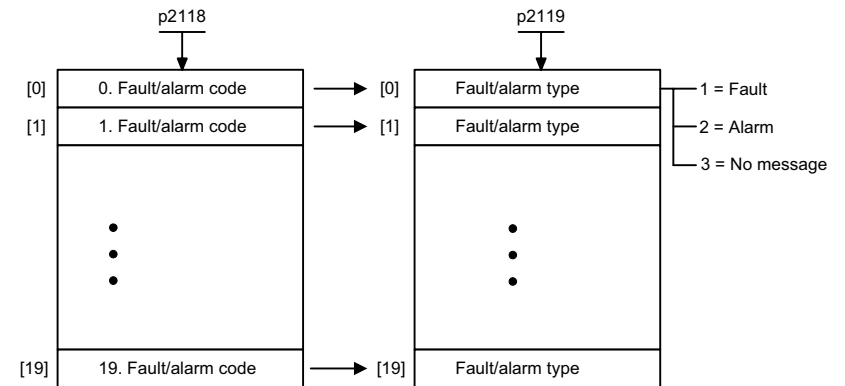 p2118 p2119
[0] 0. Fault/alarm code [0] Fault/alarm type 1 = Fault
[1] 1. Fault/alarm code [1] Fault/alarm type 2 = Alarm
3 = No message
[19] 19. Fault/alarm code [19] Fault/alarm type